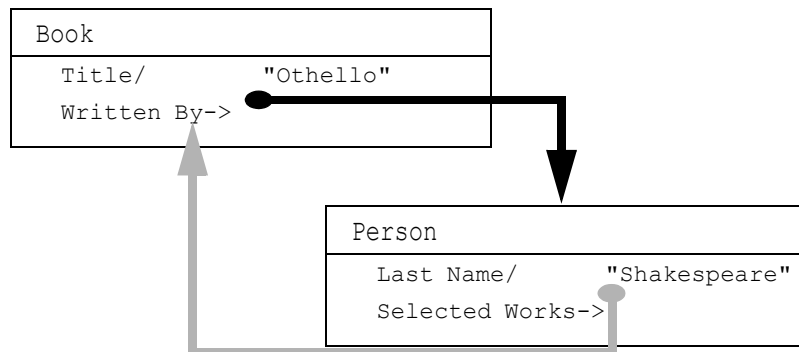 Book
Title/ "Othello"
Written By->
Person
Last Name/ "Shakespeare"
Selected Works->